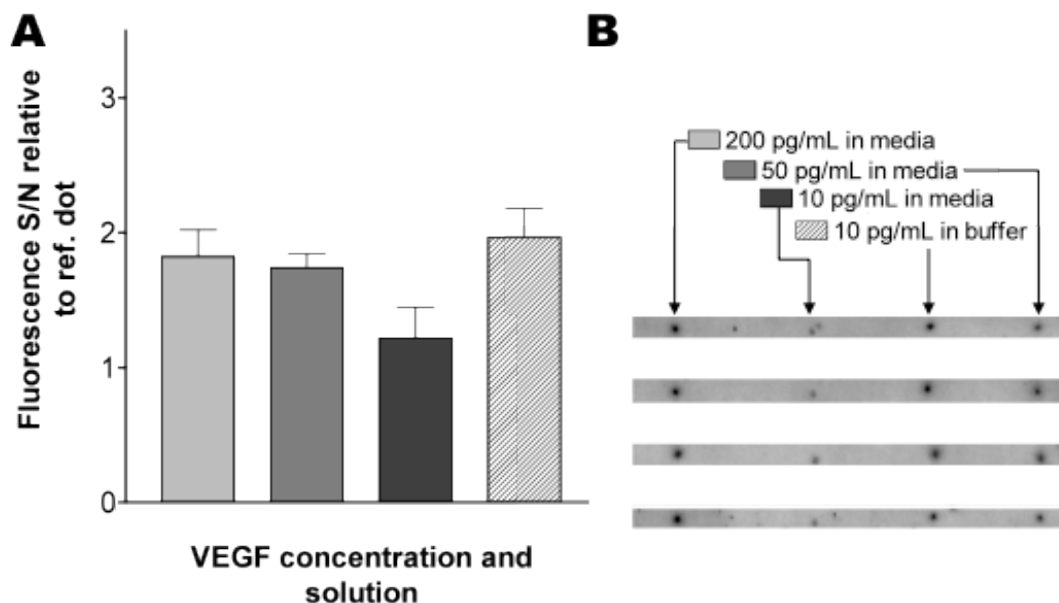 A
Fluorescence S/N relative
to ref. dot
3
2
1
0
VEGF concentration and
solution
B
200 pg/mL in media
50 pg/mL in media
10 pg/mL in media
10 pg/mL in buffer